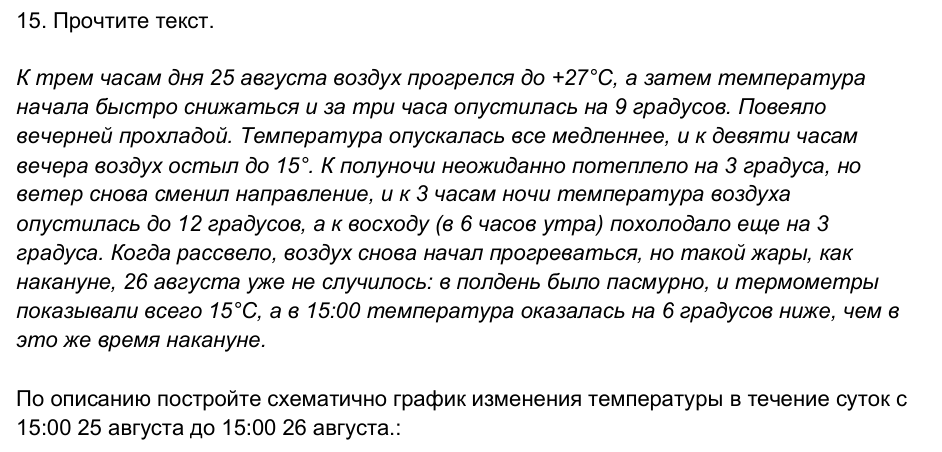 15. Прочтите текст.
К трем часам дня 25 августа воздух прогрелся до +27°С, а затем температура
начала быстро снижаться и за три часа опустилась на 9 градусов. Повеяло
вечерней прохладой. Температура опускалась все медленнее, и к девяти часам
вечера воздух остыл до 15°. К полуночи неожиданно потеплело на 3 градуса, но
ветер снова сменил направление, и к 3 часам ночи температура воздуха
опустилась до 12 градусов, а к восходу (в 6 часов утра) похолодало еще на 3
градуса. Когда рассвело, воздух снова начал прогреваться, но такой жары, как
накануне, 26 августа уже не случилось: в полдень было пасмурно, и термометры
показывали всего 15°С, а в 15:00 температура оказалась на 6 градусов ниже, чем в
это же время накануне.
По описанию постройте схематично график изменения температуры в течение суток с
15:00 25 августа до 15:00 26 августа.: